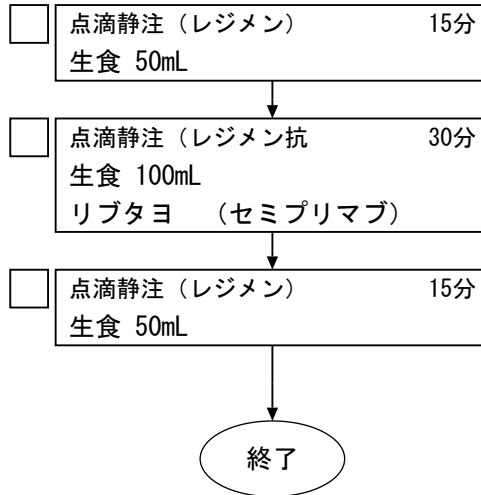 点滴静注（レジメン） 15分
生食 50mL
点滴静注（レジメン抗 30分
生食 100mL
リブタヨ （セミプリマブ）
点滴静注（レジメン） 15分
生食 50mL
終了